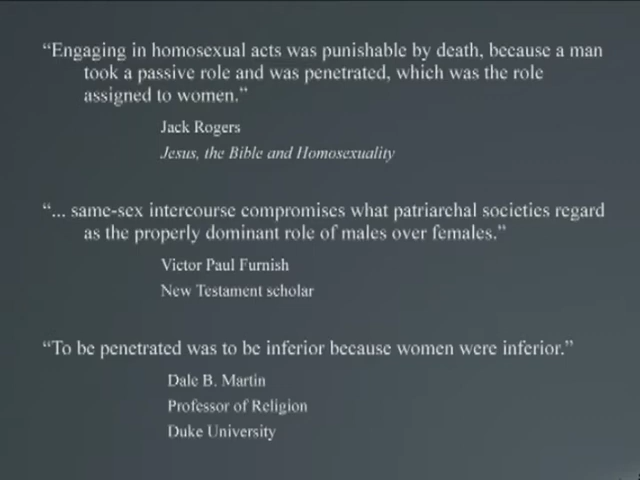 “Engaging in homosexual acts was punishable by death, because a man
took a passive role and was penetrated, which was the role
assigned to women.”
Jack Rogers
Jesus, the Bible and Homosexuality
“... same-sex intercourse compromises what patriarchal societies regard
as the properly dominant role of males over females.”
Victor Paul Furnish
New Testament scholar
“To be penetrated was to be inferior because women were inferior.”
Dale B. Martin
Professor of Religion
Duke University